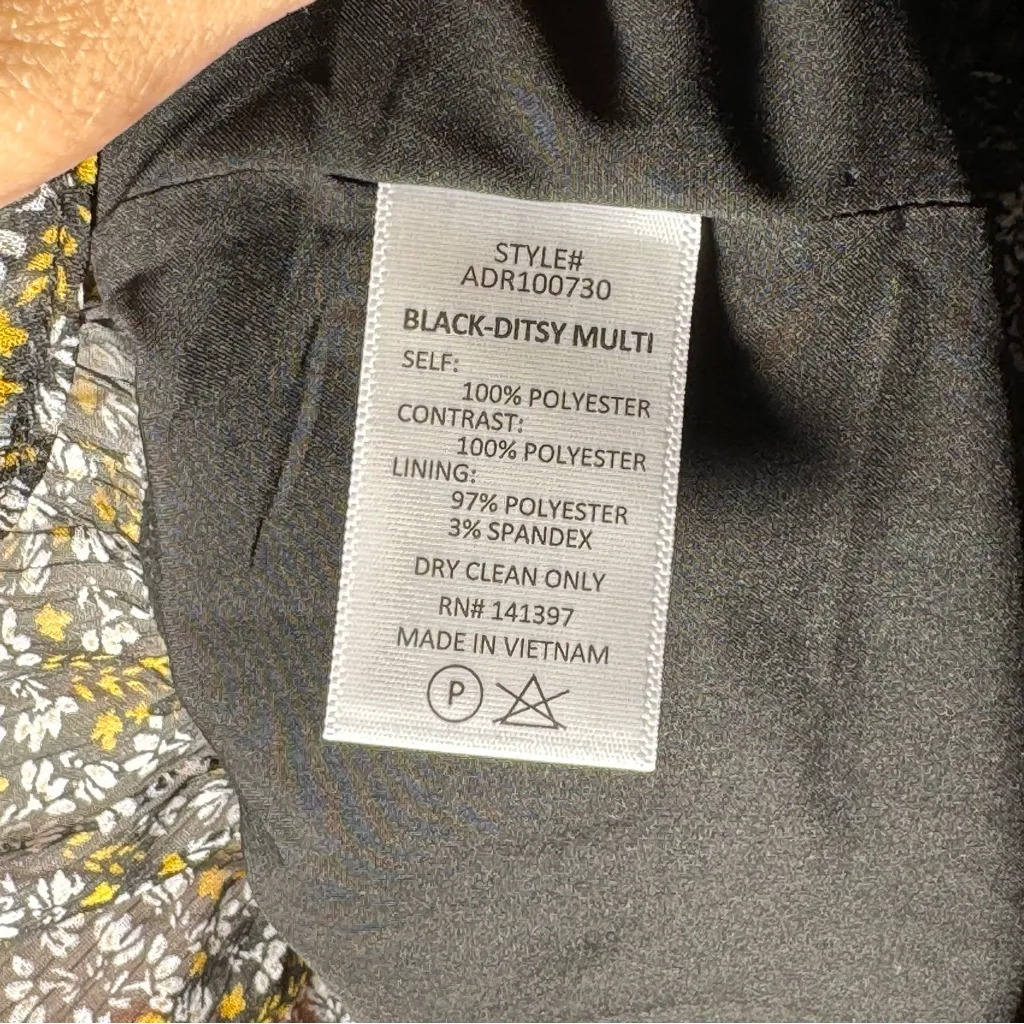 STYLE#
ADR100730
BLACK-DITSY MULTI
SELF:
100% POLYESTER
CONTRAST:
100% POLYESTER
LINING:
97% POLYESTER
3% SPANDEX
DRY CLEAN ONLY
RN# 141397
MADE IN VIETNAM
P